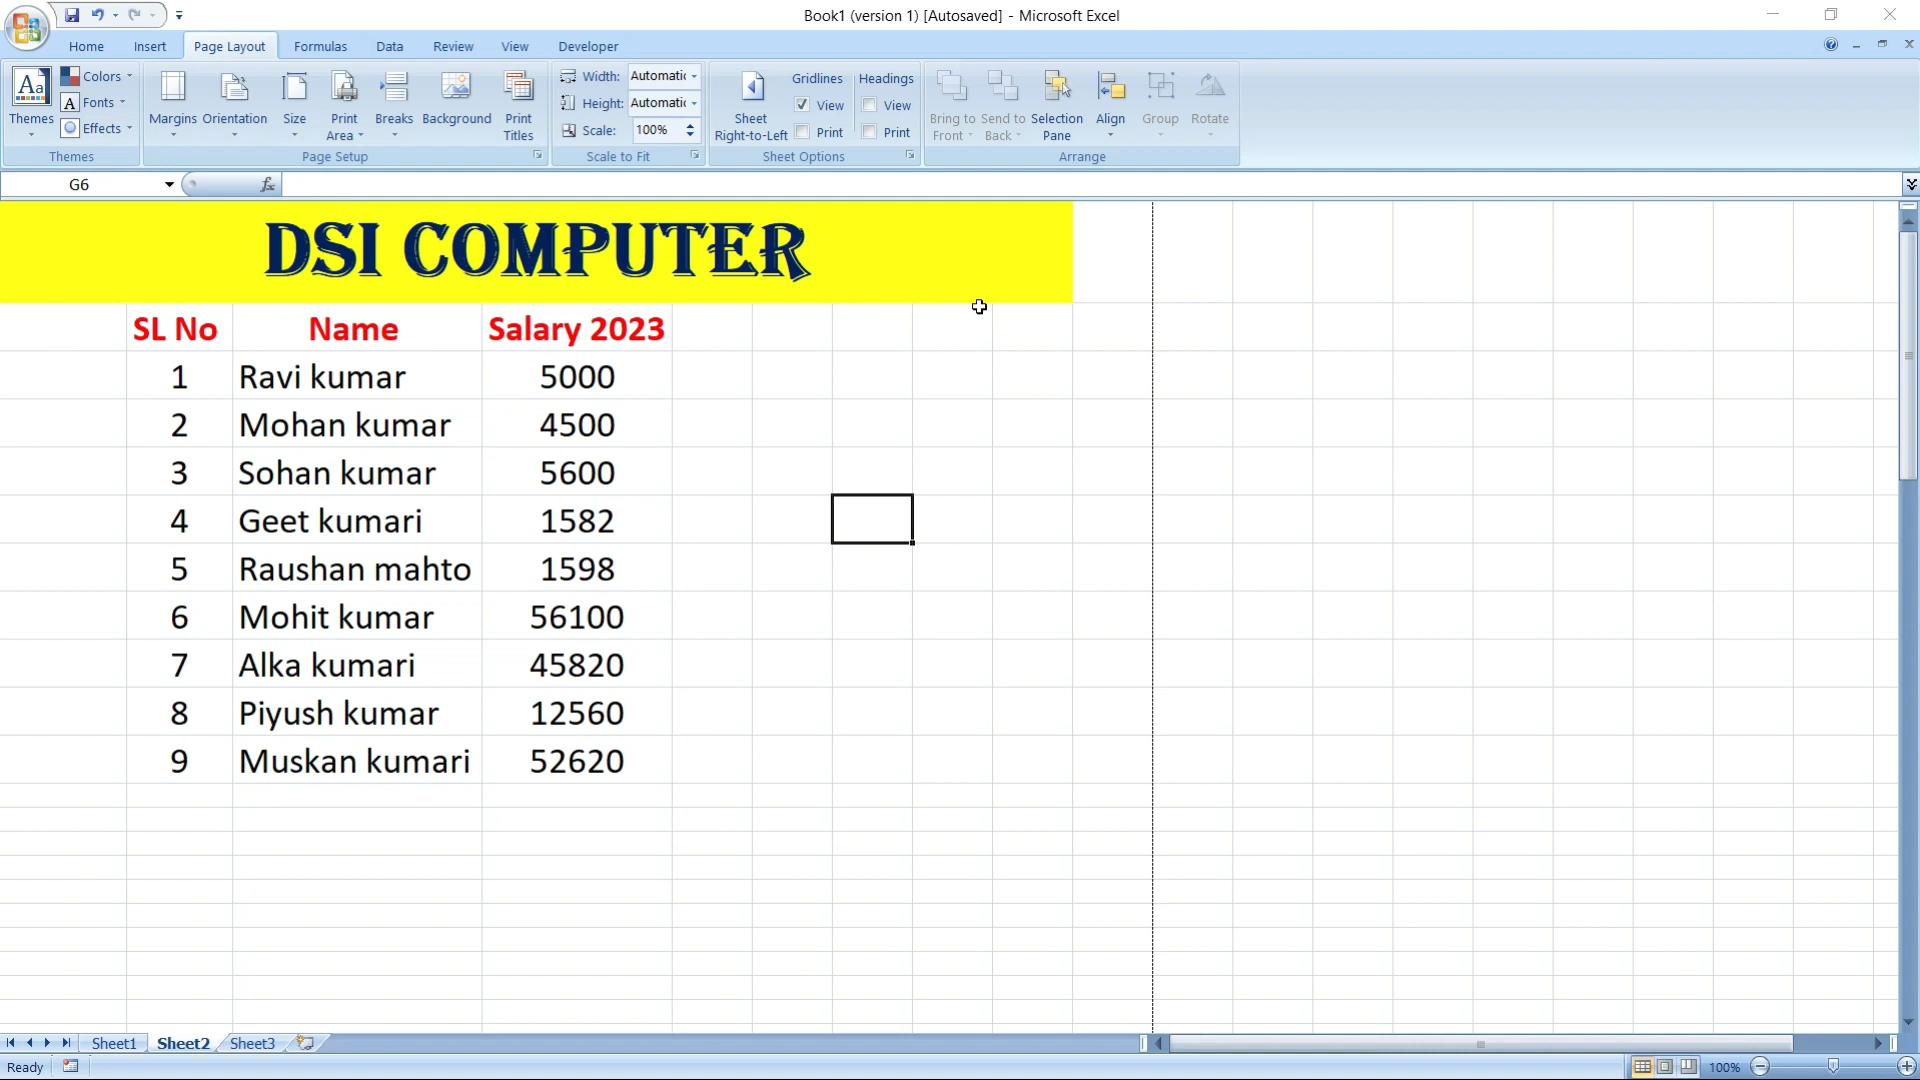 Book1 (version 1) [Autosaved] - Microsoft Excel
Home Insert Page Layout Formulas Data Review View Developer
Aa Colors Margins Orientation Size Print Area Breaks Background Print Titles Width: Automatic Sheet Right-to-Left Gridlines Headings Bring to Front Send to Back Selection Pane Align Group Rotate
Themes A Fonts Height: Automatic View View
Effects Scale: 100% Print Print
Themes Page Setup Scale to Fit Sheet Options Arrange
G6 fx
DSI COMPUTER
SL No Name Salary 2023
1 Ravi kumar 5000
2 Mohan kumar 4500
3 Sohan kumar 5600
4 Geet kumari 1582
5 Raushan mahto 1598
6 Mohit kumar 56100
7 Alka kumari 45820
8 Piyush kumar 12560
9 Muskan kumari 52620
Sheet1 Sheet2 Sheet3
Ready 100%